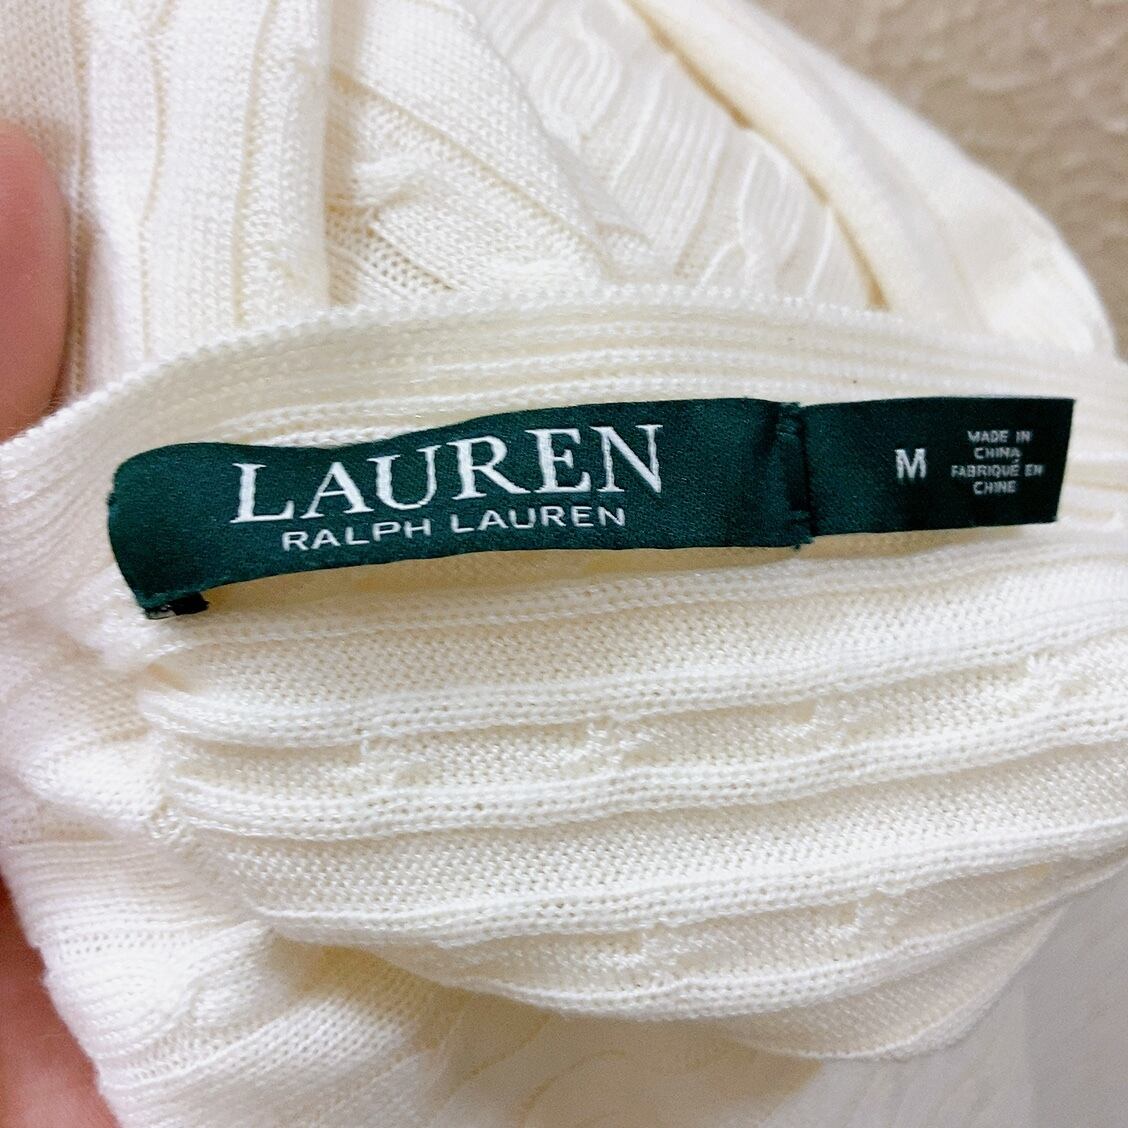 LAUREN
RALPH LAUREN
M
MADE IN
CHINA
FABRIQUÉ EN
CHINE